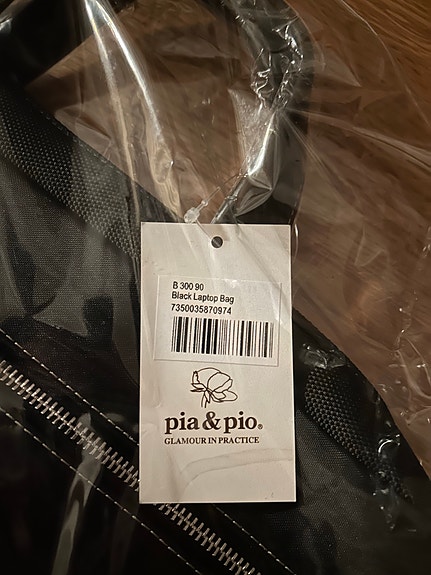 B 300 90
Black Laptop Bag
7350035870974
pia & pio®
GLAMOUR IN PRACTICE